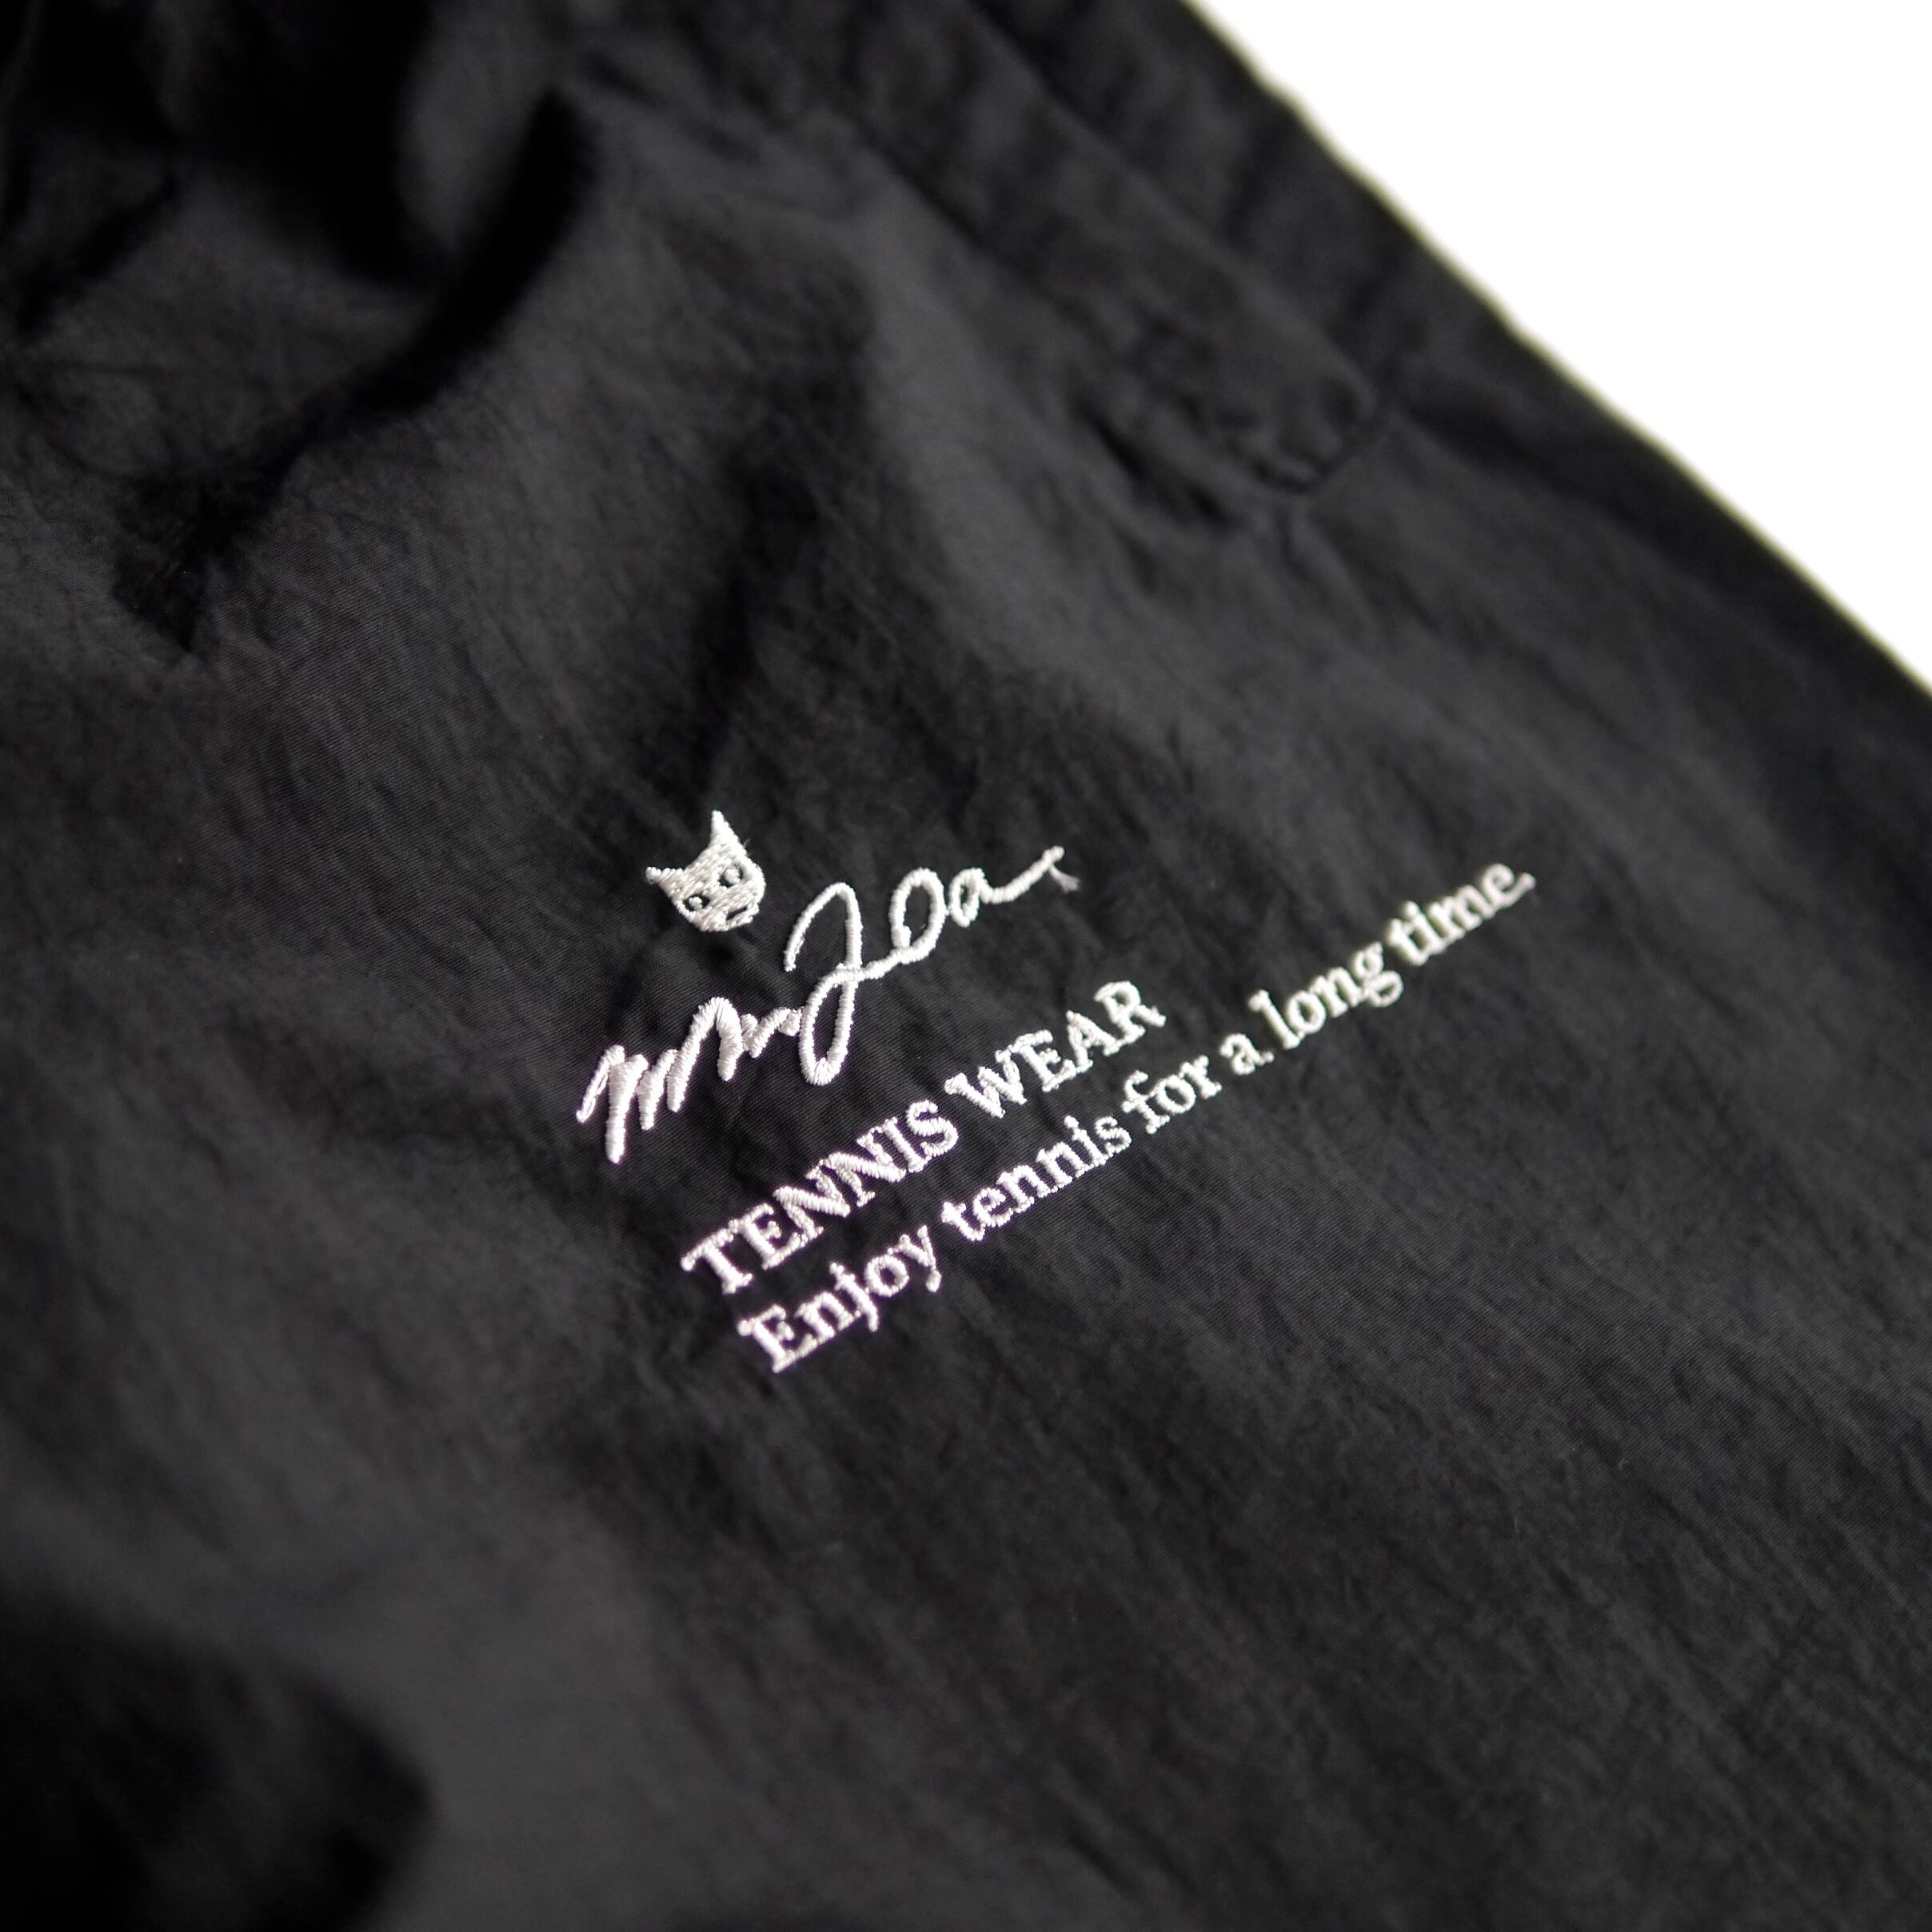 TENNIS WEAR
Enjoy tennis for a long time.